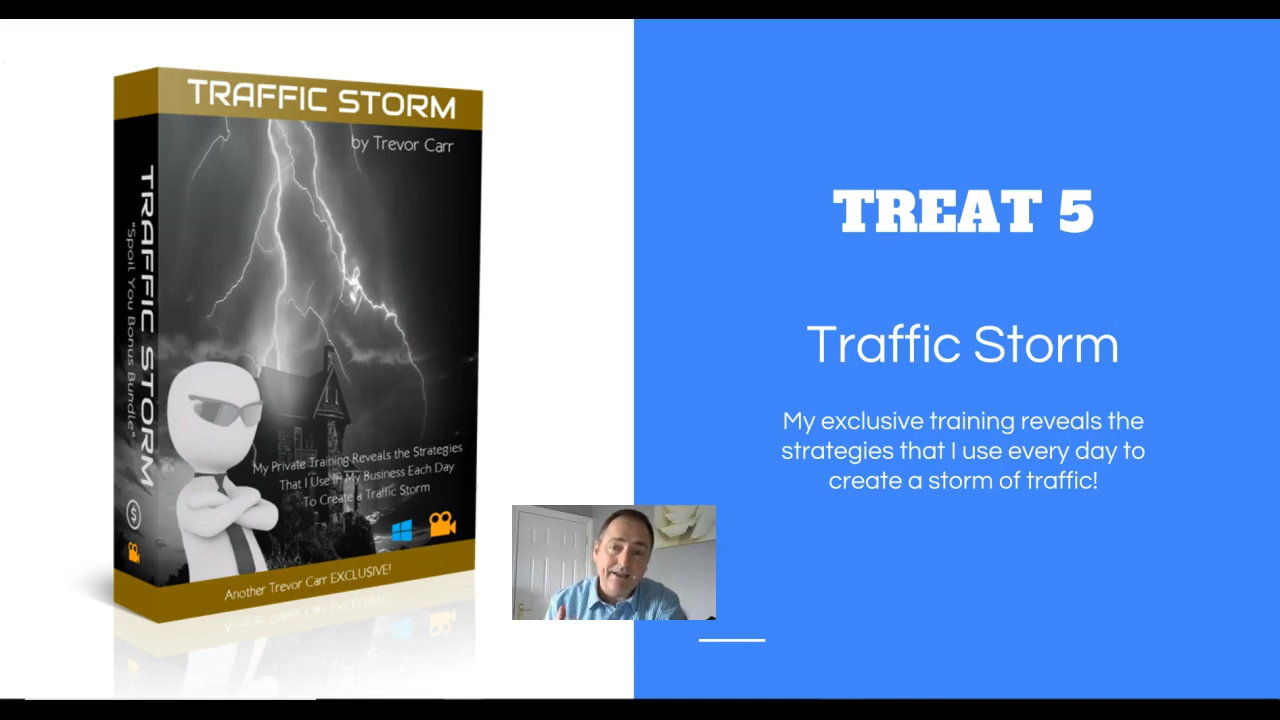 TRAFFIC STORM
by Trevor Carr
TRAFFIC STORM
"Spoil You Bonus Bundle"
My Private Training Reveals the Strategies
That I Use In My Business Each Day
To Create a Traffic Storm
Another Trevor Carr EXCLUSIVE!
TREAT 5
Traffic Storm
My exclusive training reveals the
strategies that I use every day to
create a storm of traffic!